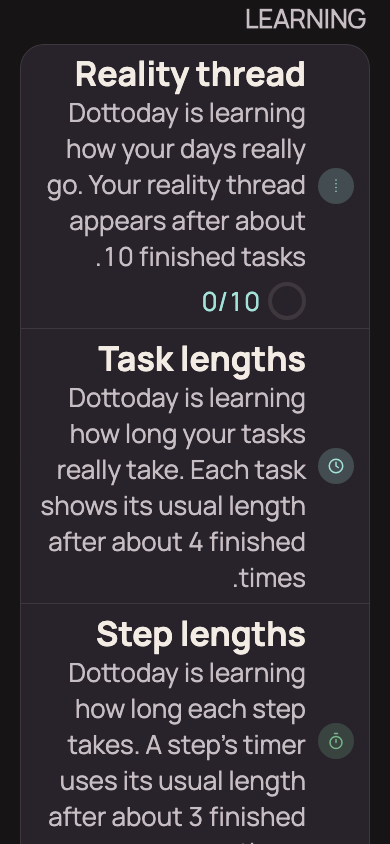 LEARNING
Reality thread
Dottoday is learning
how your days really
go. Your reality thread
appears after about
.10 finished tasks
0/10
Task lengths
Dottoday is learning
how long your tasks
really take. Each task
shows its usual length
after about 4 finished
.times
Step lengths
Dottoday is learning
how long each step
takes. A step's timer
uses its usual length
after about 3 finished